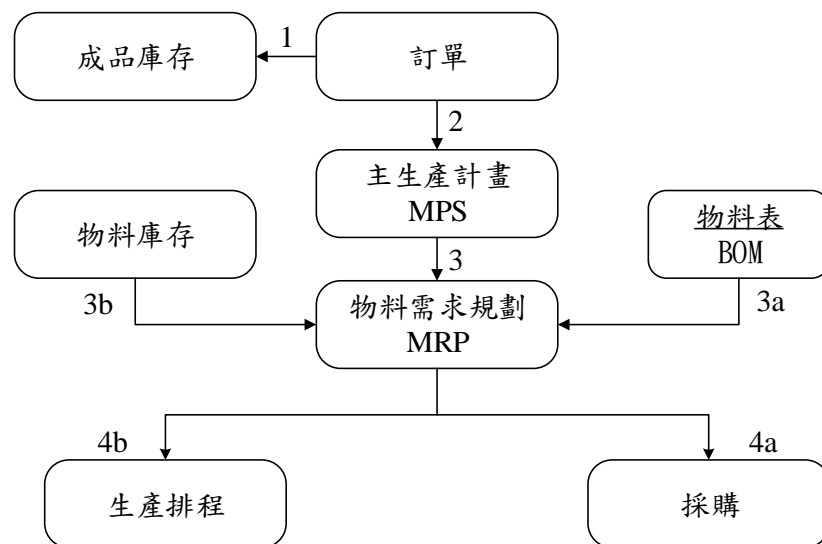 成品庫存
1
訂單
2
主生產計畫
MPS
物料庫存
物料表
BOM
3
3b
3a
物料需求規劃
MRP
4b
4a
生產排程
採購